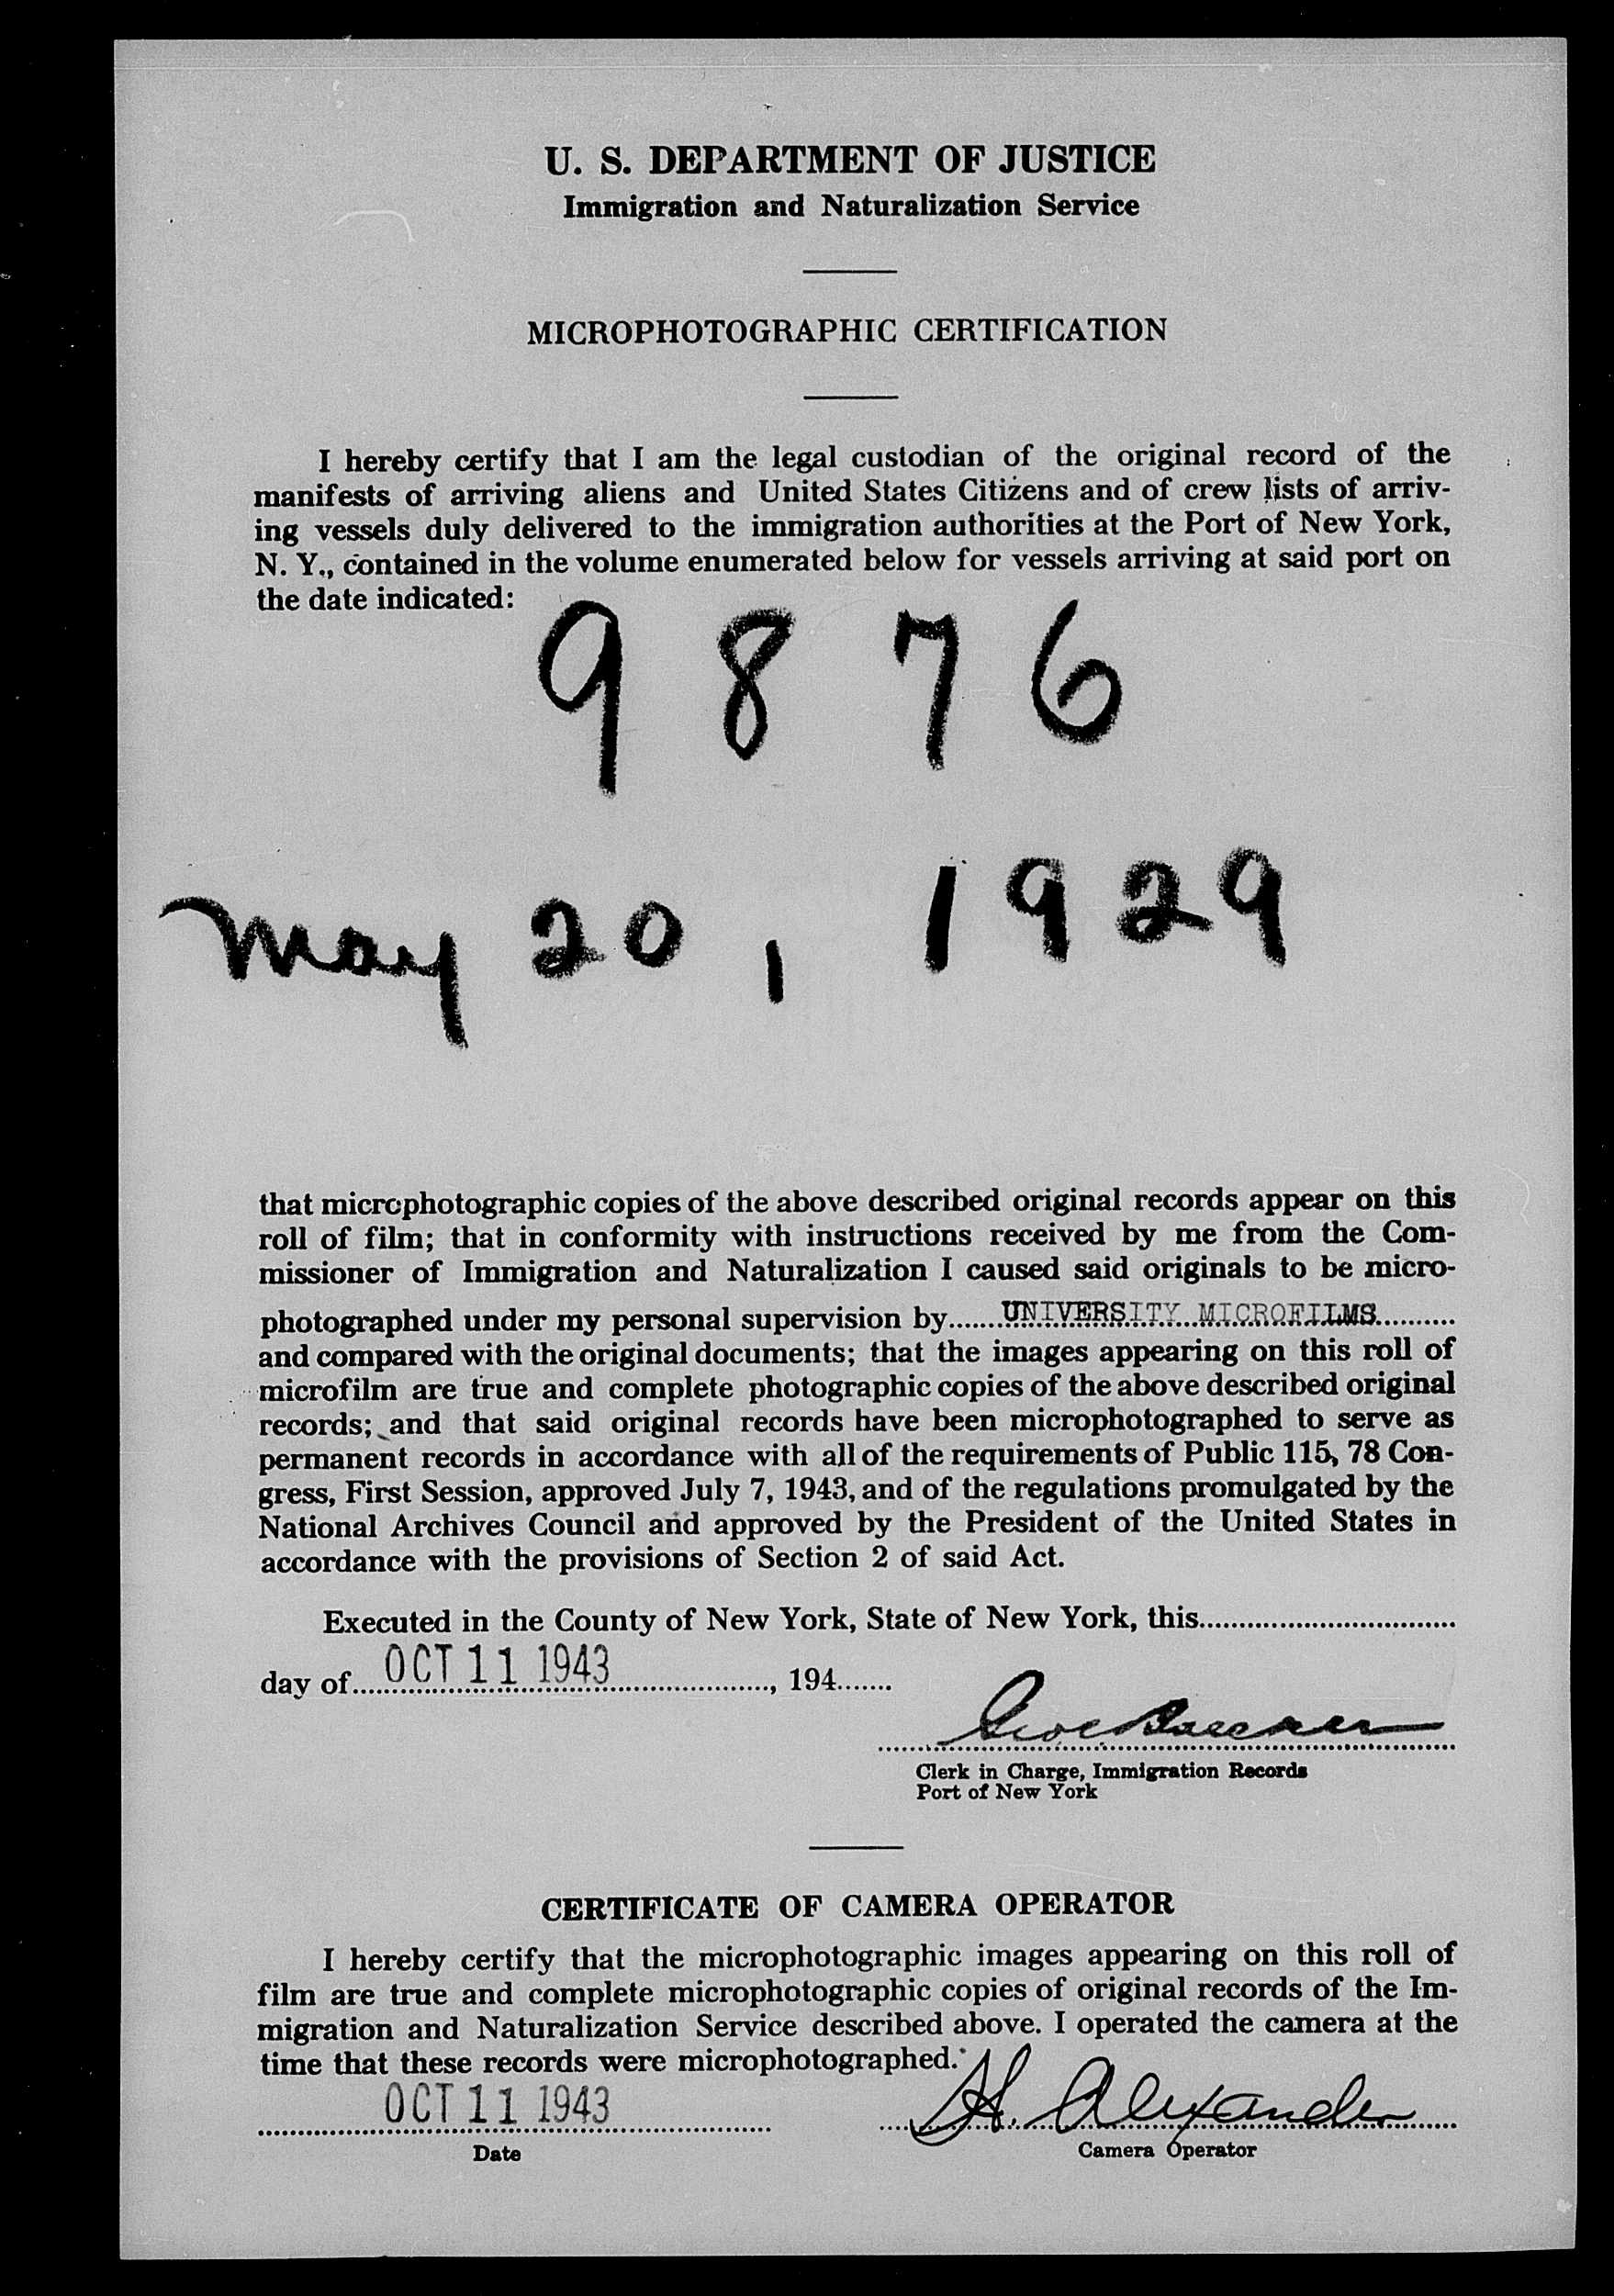 U. S. DEPARTMENT OF JUSTICE
Immigration and Naturalization Service
MICROPHOTOGRAPHIC CERTIFICATION
I hereby certify that I am the legal custodian of the original record of the
manifests of arriving aliens and United States Citizens and of crew lists of arriv-
ing vessels duly delivered to the immigration authorities at the Port of New York,
N. Y., contained in the volume enumerated below for vessels arriving at said port on
the date indicated:
9876
May 20, 1929
that microphotographic copies of the above described original records appear on this
roll of film; that in conformity with instructions received by me from the Com-
missioner of Immigration and Naturalization I caused said originals to be micro-
photographed under my personal supervision by UNIVERSITY MICROFILMS
and compared with the original documents; that the images appearing on this roll of
microfilm are true and complete photographic copies of the above described original
records; and that said original records have been microphotographed to serve as
permanent records in accordance with all of the requirements of Public 115, 78 Con-
gress, First Session, approved July 7, 1943, and of the regulations promulgated by the
National Archives Council and approved by the President of the United States in
accordance with the provisions of Section 2 of said Act.
Executed in the County of New York, State of New York, this
day of OCT 11 1943, 194
Clerk in Charge, Immigration Records
Port of New York
CERTIFICATE OF CAMERA OPERATOR
I hereby certify that the microphotographic images appearing on this roll of
film are true and complete microphotographic copies of original records of the Im-
migration and Naturalization Service described above. I operated the camera at the
time that these records were microphotographed.
OCT 11 1943 H. Alexander
Date Camera Operator